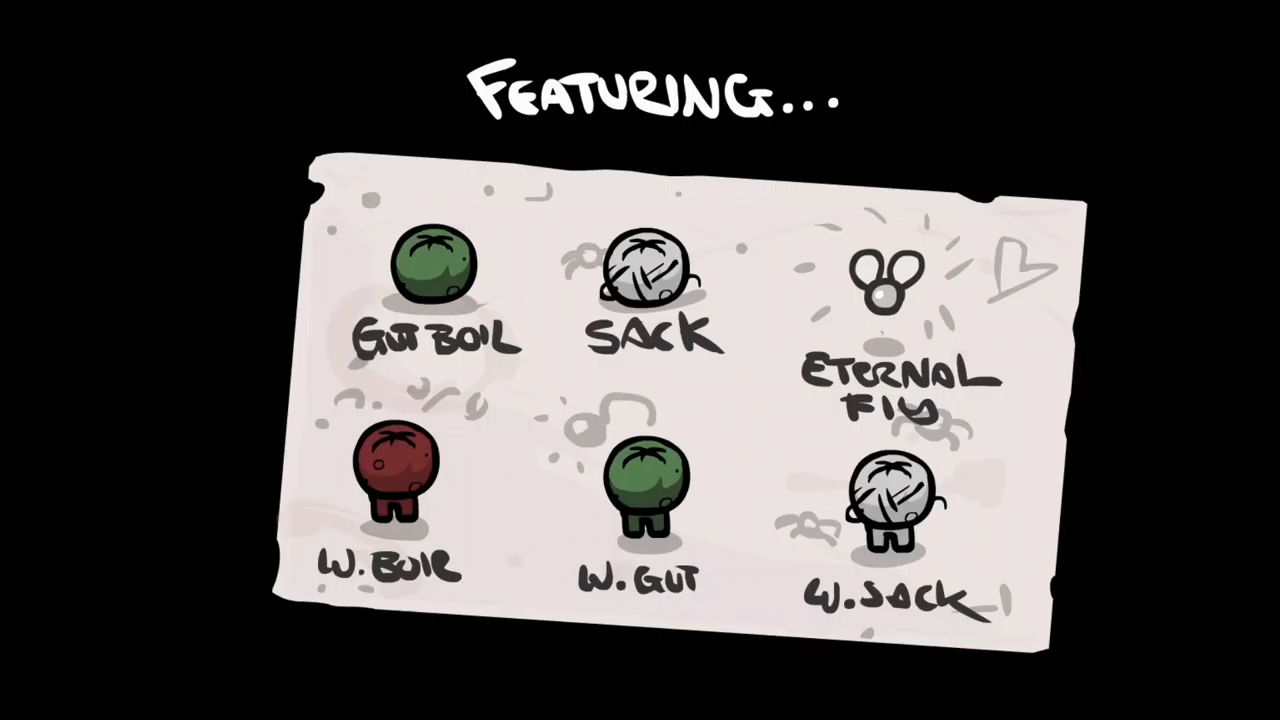 FEATURING...
GUT BOIL
SACK
ETERNAL
FLY
W. BOIL
W. GUT
W. SACK